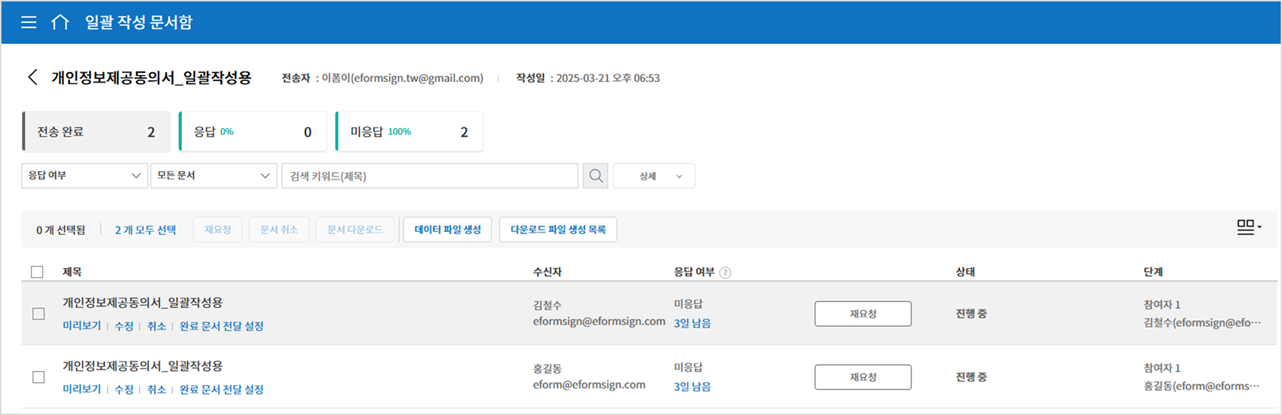 일괄 작성 문서함
개인정보제공동의서_일괄작성용 전송자 : 이폼이(eformsign.tw@gmail.com) 작성일 : 2025-03-21 오후 06:53
전송 완료 2 응답 0% 0 미응답 100% 2
응답 여부 모든 문서 검색 키워드(제목) 상세
0 개 선택됨 2 개 모두 선택 재요청 문서 취소 문서 다운로드 데이터 파일 생성 다운로드 파일 생성 목록
제목 수신자 응답 여부 ? 상태 단계
개인정보제공동의서_일괄작성용 김철수 미응답 재요청 진행 중 참여자 1
미리보기 수정 취소 완료 문서 전달 설정 eformsign@eformsign.com 3일 남음 김철수(eformsign@efo···
개인정보제공동의서_일괄작성용 홍길동 미응답 재요청 진행 중 참여자 1
미리보기 수정 취소 완료 문서 전달 설정 eform@eformsign.com 3일 남음 홍길동(eform@eforms···